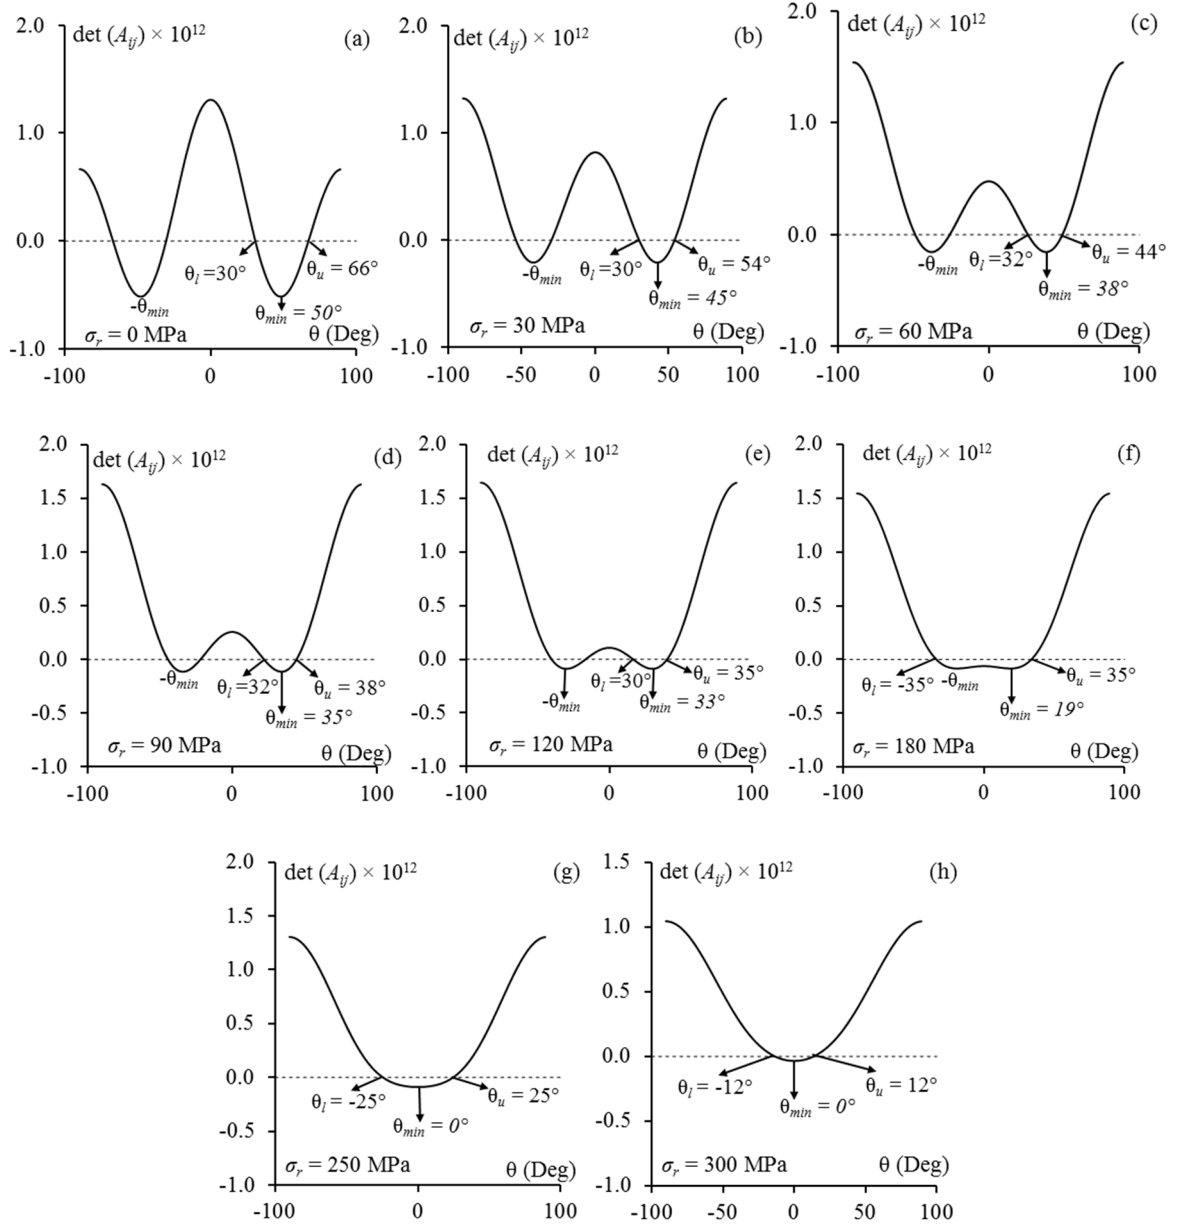 2.0
det (Aij) × 10¹²
(a)
1.0
0.0
θl =30°
θu = 66°
-θmin
θmin = 50°
σr = 0 MPa
θ (Deg)
-1.0
-100
0
100
2.0
det (Aij) × 10¹²
(b)
1.0
0.0
θl =30°
θu = 54°
-θmin
θmin = 45°
σr = 30 MPa
θ (Deg)
-1.0
-100
-50
0
50
100
2.0
det (Aij) × 10¹²
(c)
1.0
0.0
θl =32°
θu = 44°
-θmin
θmin = 38°
σr = 60 MPa
θ (Deg)
-1.0
-100
0
100
2.0
det (Aij) × 10¹²
(d)
1.5
1.0
0.5
0.0
-θmin
θl =32°
θu = 38°
-0.5
θmin = 35°
σr = 90 MPa
θ (Deg)
-1.0
-100
0
100
2.0
det (Aij) × 10¹²
(e)
1.5
1.0
0.5
0.0
θl =30°
θu = 35°
-θmin
θmin = 33°
-0.5
σr = 120 MPa
θ (Deg)
-1.0
-100
0
100
2.0
det (Aij) × 10¹²
(f)
1.5
1.0
0.5
0.0
θl = -35°
-θmin
θu = 35°
-0.5
θmin = 19°
σr = 180 MPa
θ (Deg)
-1.0
-100
0
100
2.0
det (Aij) × 10¹²
(g)
1.5
1.0
0.5
0.0
θl = -25°
θu = 25°
-0.5
θmin = 0°
σr = 250 MPa
θ (Deg)
-1.0
-100
0
100
1.5
det (Aij) × 10¹²
(h)
1.0
0.5
0.0
θl = -12°
θu = 12°
θmin = 0°
-0.5
σr = 300 MPa
θ (Deg)
-1.0
-100
-50
0
50
100